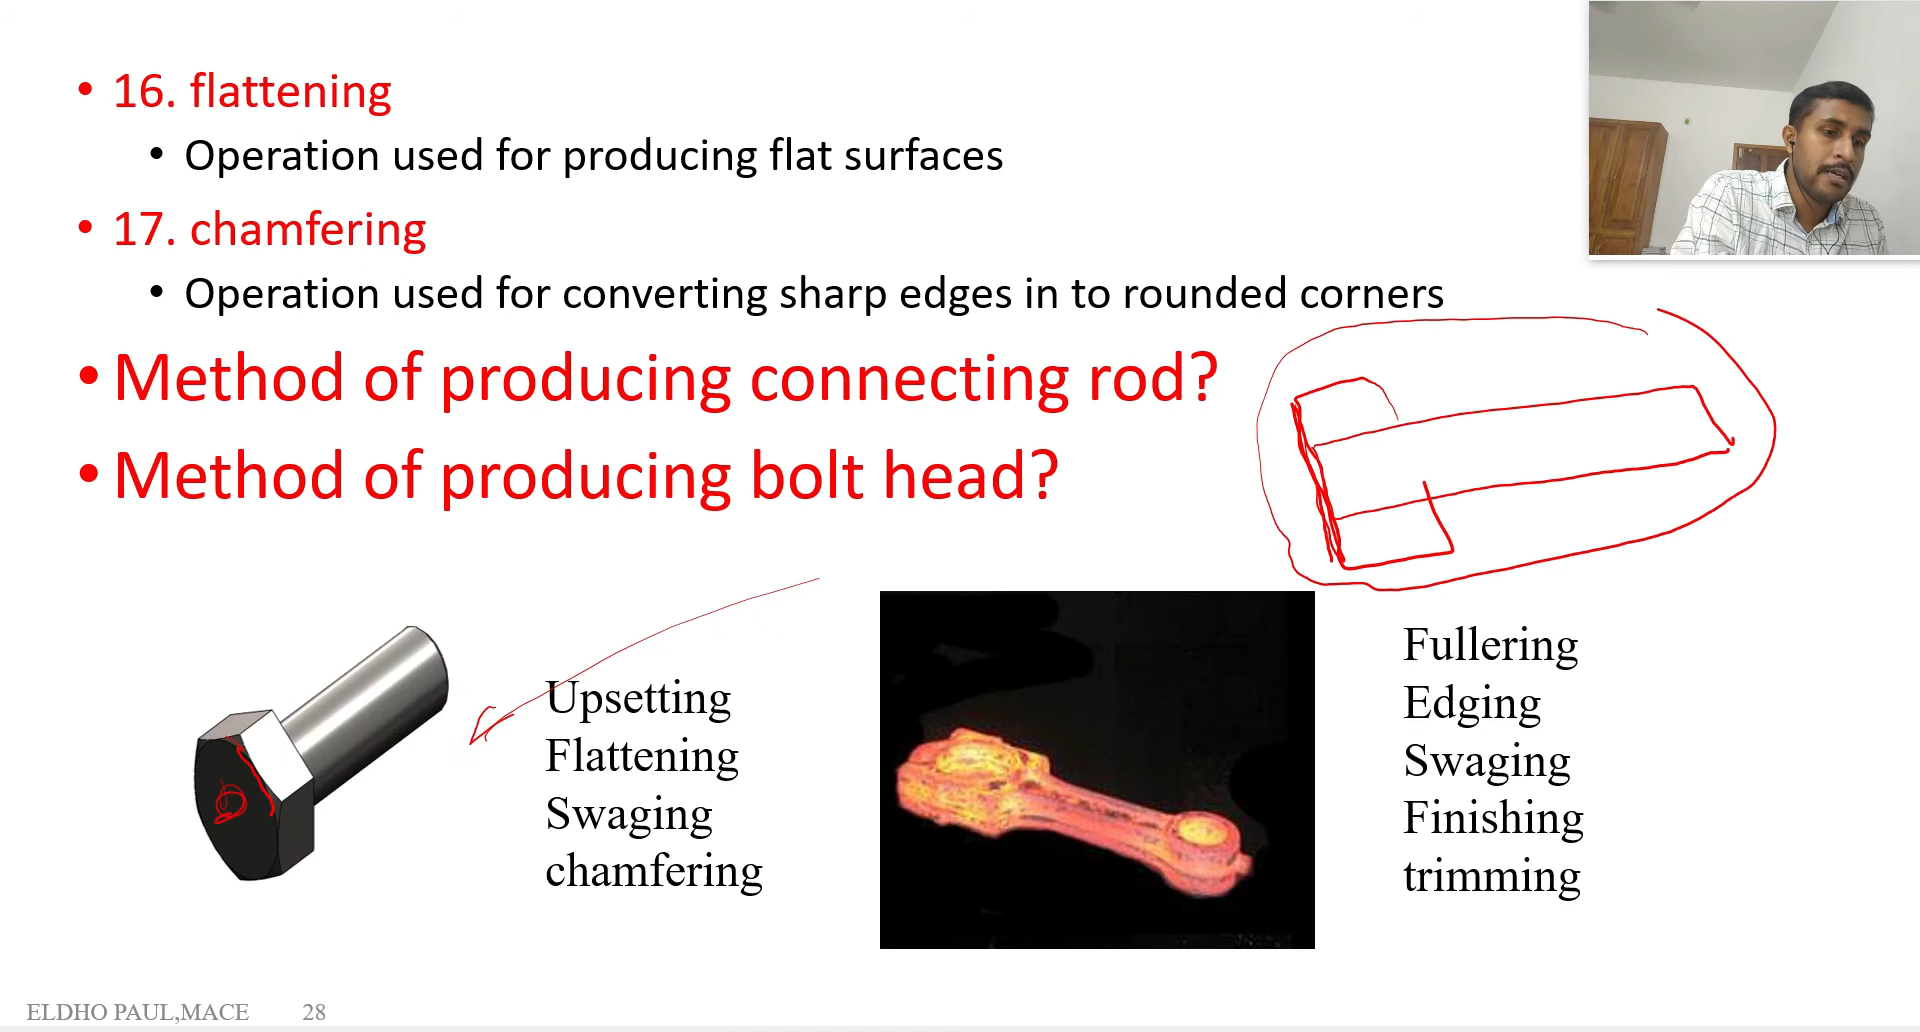 • 16. flattening
• Operation used for producing flat surfaces
• 17. chamfering
• Operation used for converting sharp edges in to rounded corners
• Method of producing connecting rod?
• Method of producing bolt head?
Upsetting
Flattening
Swaging
chamfering
Fullering
Edging
Swaging
Finishing
trimming
ELDHO PAUL,MACE 28